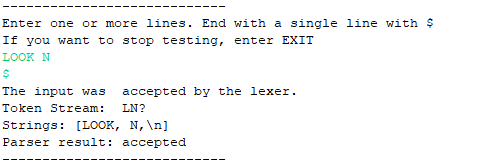 ----------------------------
Enter one or more lines. End with a single line with $
If you want to stop testing, enter EXIT
LOOK N
$
The input was  accepted by the lexer.
Token Stream:  LN?
Strings: [LOOK, N,\n]
Parser result: accepted
----------------------------